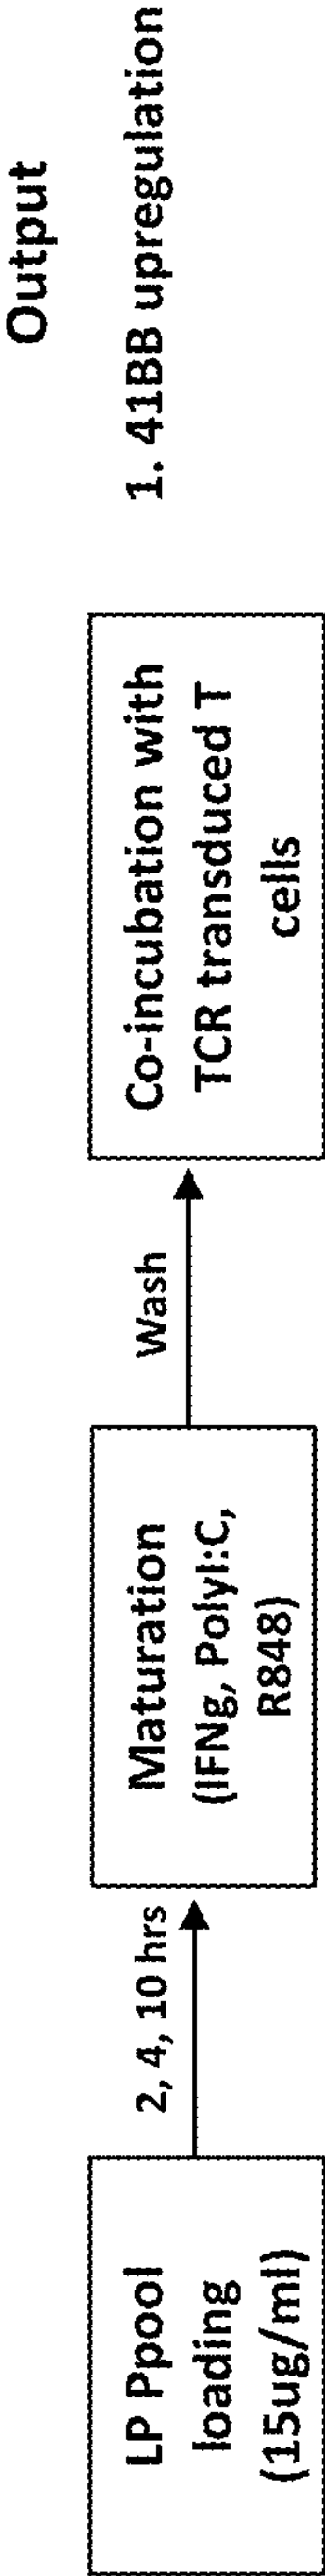 LP Ppool
loading
(15ug/ml)
2, 4, 10 hrs
Maturation
(IFNg, PolyI:C,
R848)
Wash
Co-incubation with
TCR transduced T
cells
Output
1. 41BB upregulation